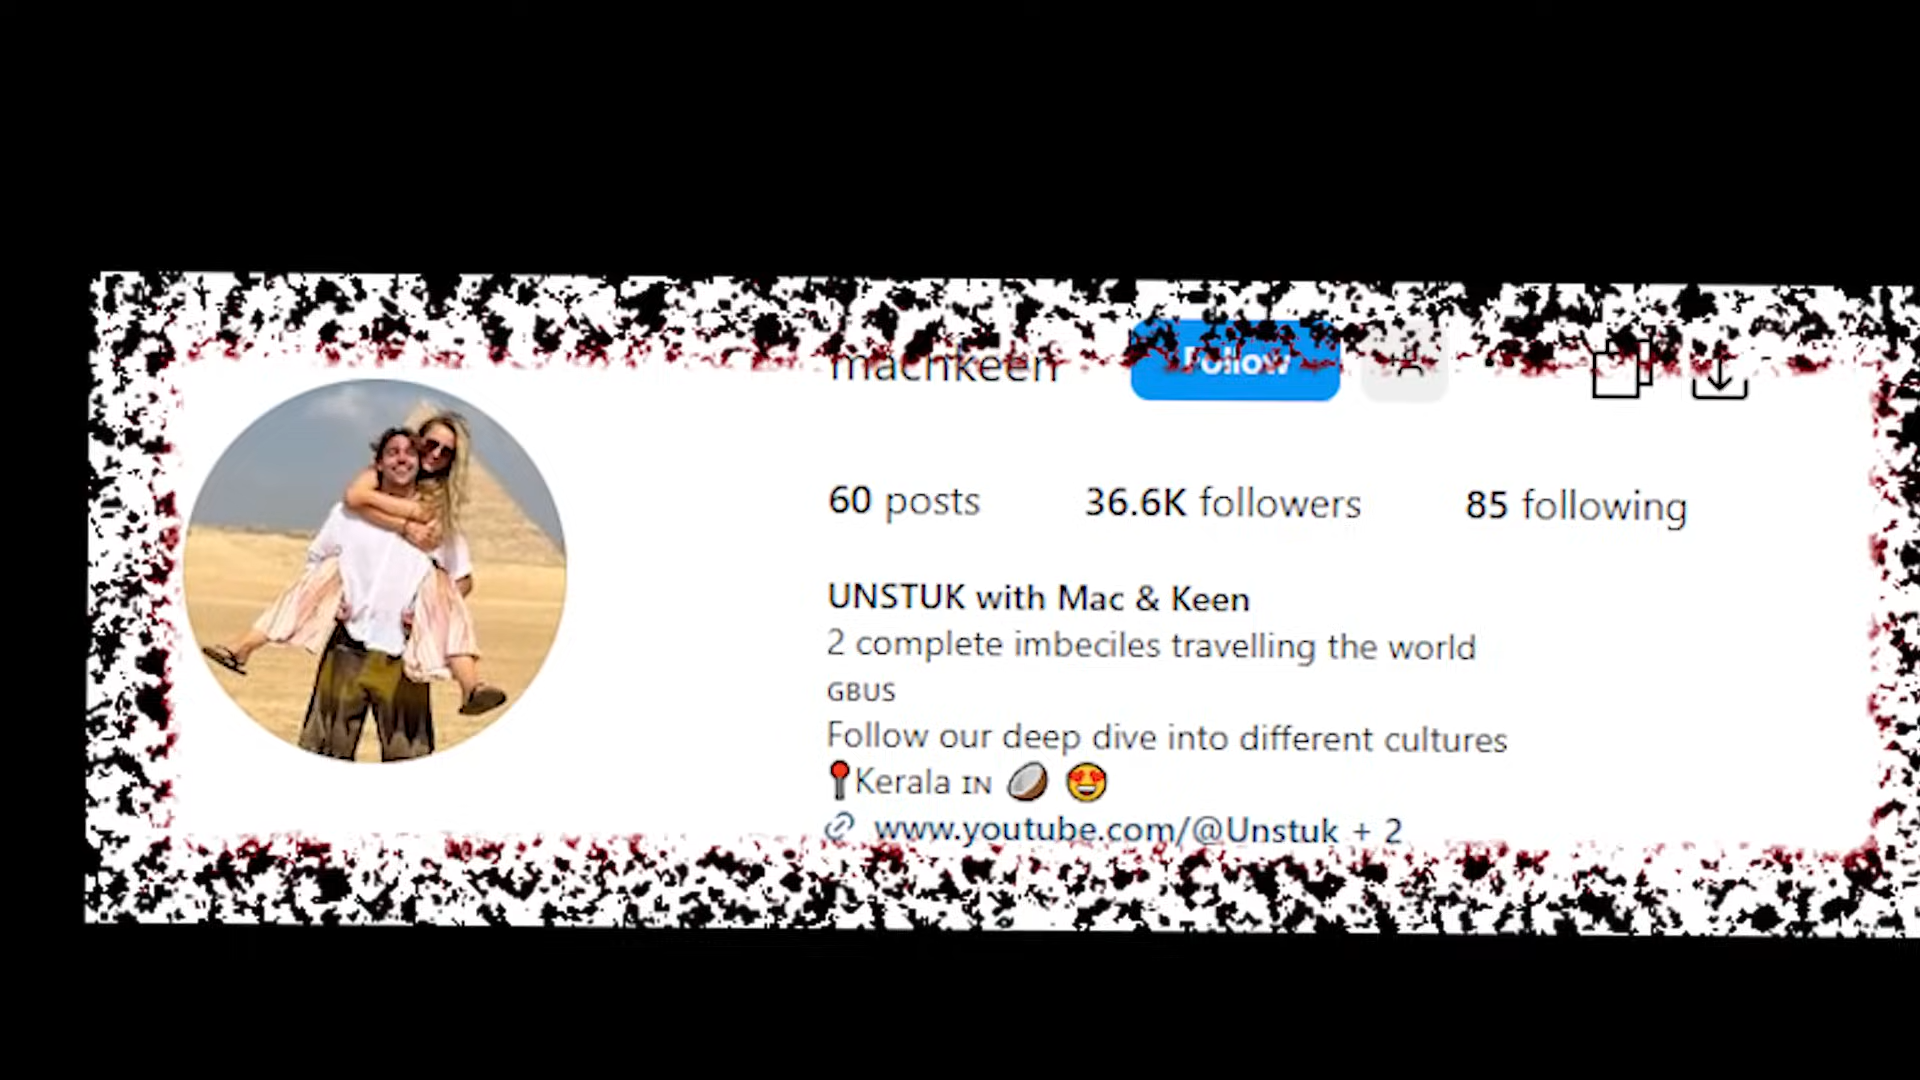 machkeen Follow
60 posts 36.6K followers 85 following
UNSTUK with Mac & Keen
2 complete imbeciles travelling the world
GBUS
Follow our deep dive into different cultures
📍Kerala IN 🥥 😍
www.youtube.com/@Unstuk + 2